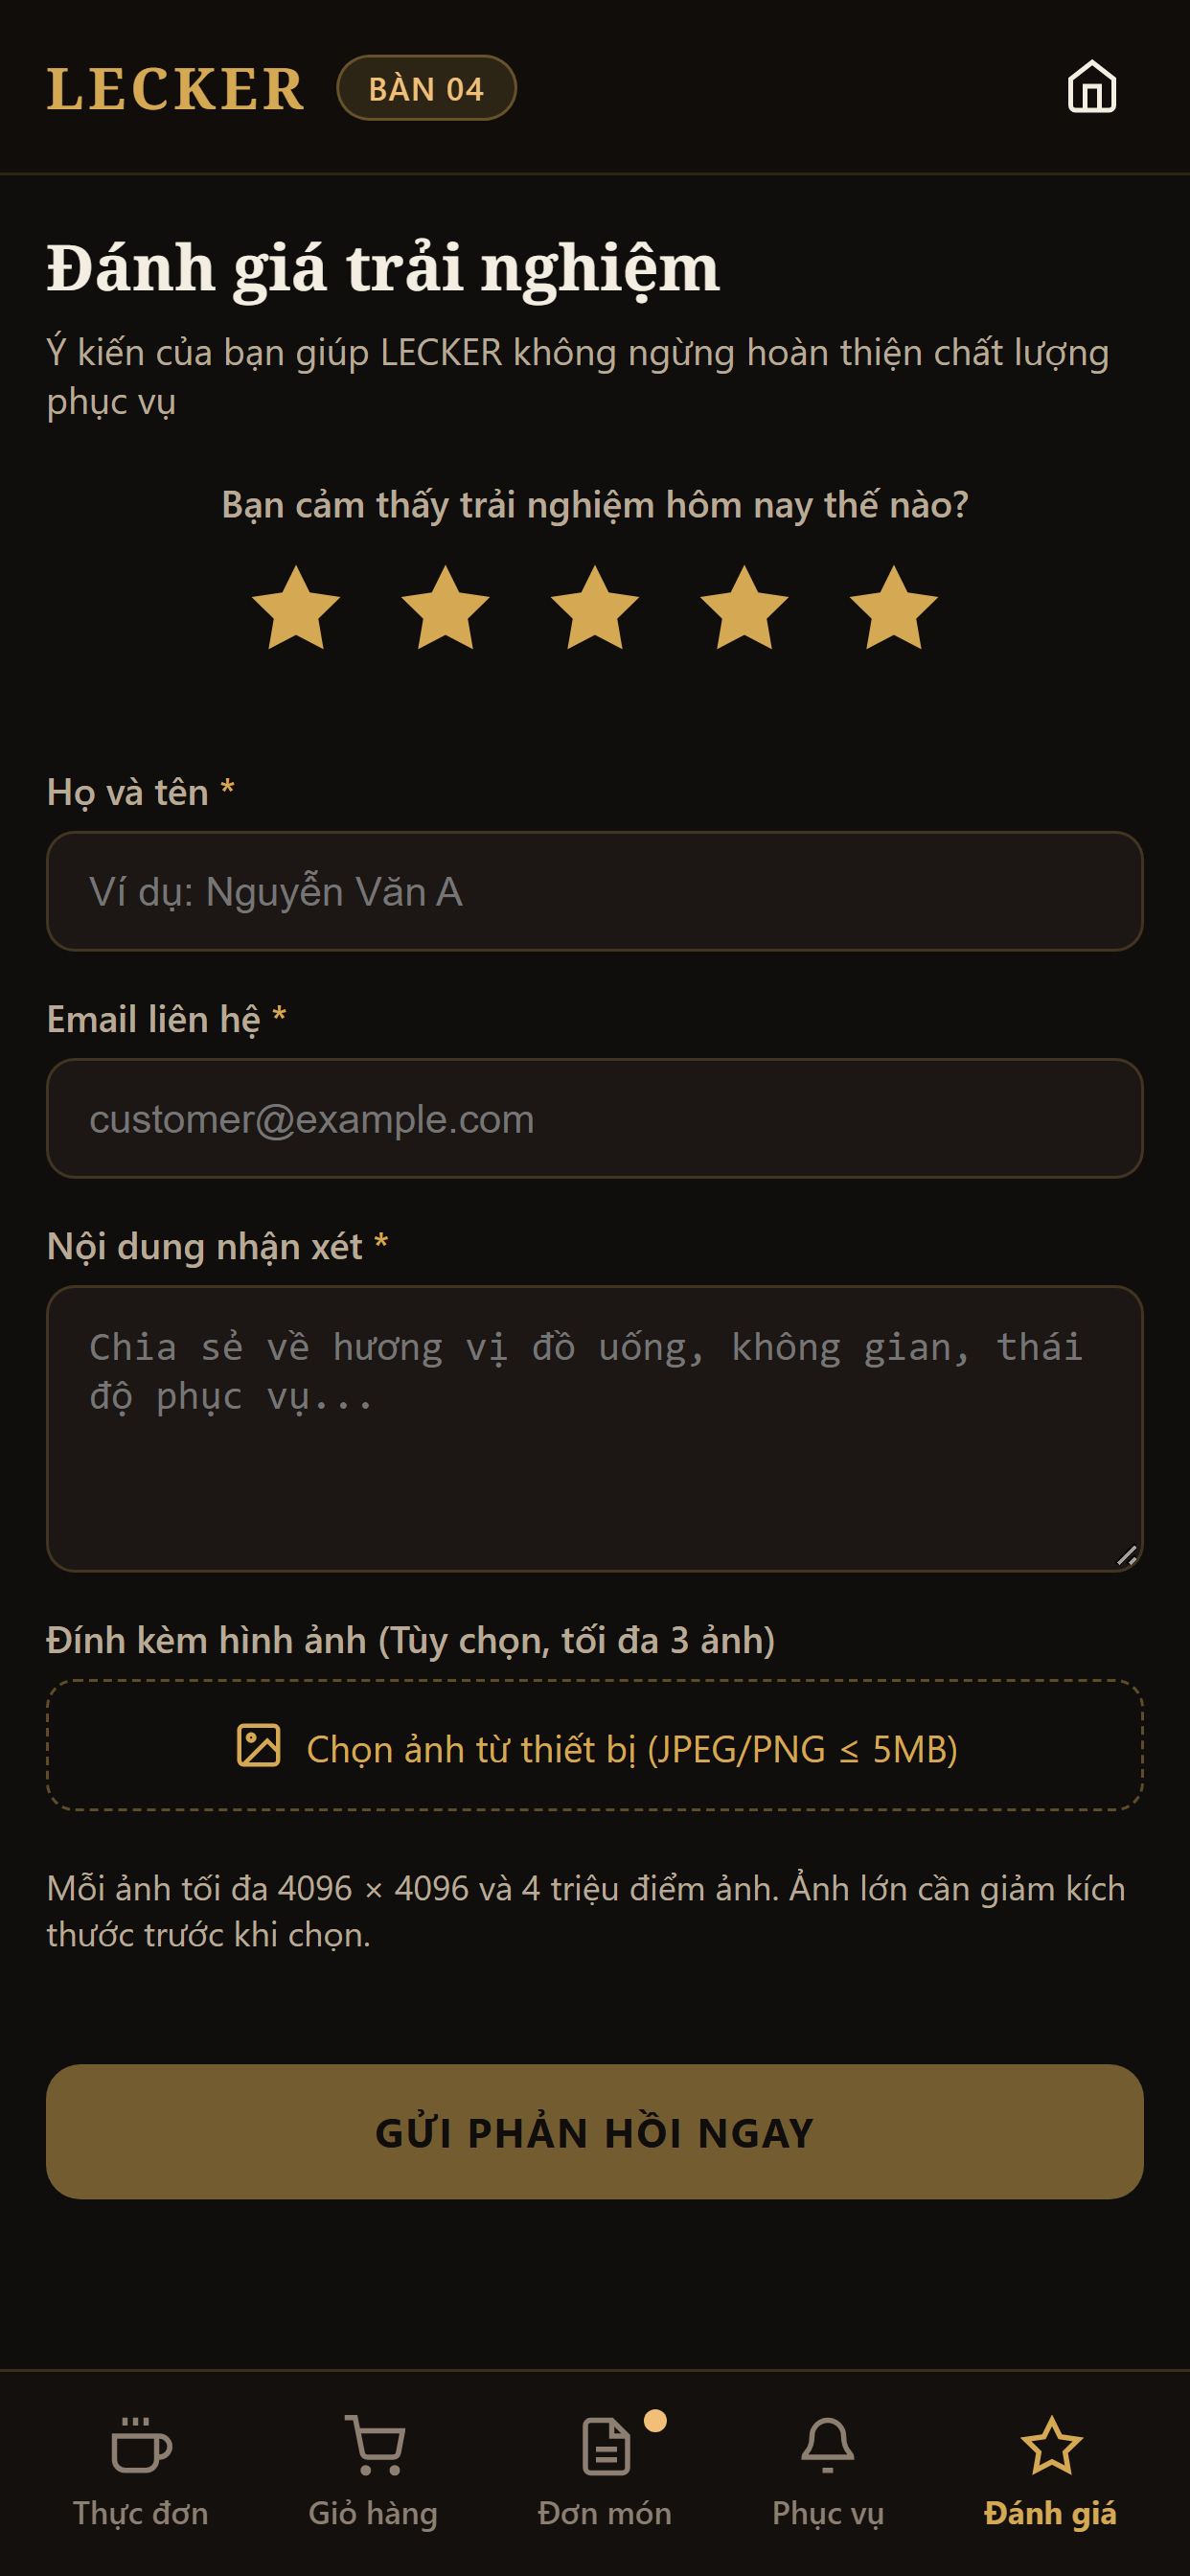 LECKER
BÀN 04
Đánh giá trải nghiệm
Ý kiến của bạn giúp LECKER không ngừng hoàn thiện chất lượng
phục vụ
Bạn cảm thấy trải nghiệm hôm nay thế nào?
Họ và tên *
Ví dụ: Nguyễn Văn A
Email liên hệ *
customer@example.com
Nội dung nhận xét *
Chia sẻ về hương vị đồ uống, không gian, thái
độ phục vụ...
Đính kèm hình ảnh (Tùy chọn, tối đa 3 ảnh)
Chọn ảnh từ thiết bị (JPEG/PNG ≤ 5MB)
Mỗi ảnh tối đa 4096 × 4096 và 4 triệu điểm ảnh. Ảnh lớn cần giảm kích
thước trước khi chọn.
GỬI PHẢN HỒI NGAY
Thực đơn
Giỏ hàng
Đơn món
Phục vụ
Đánh giá